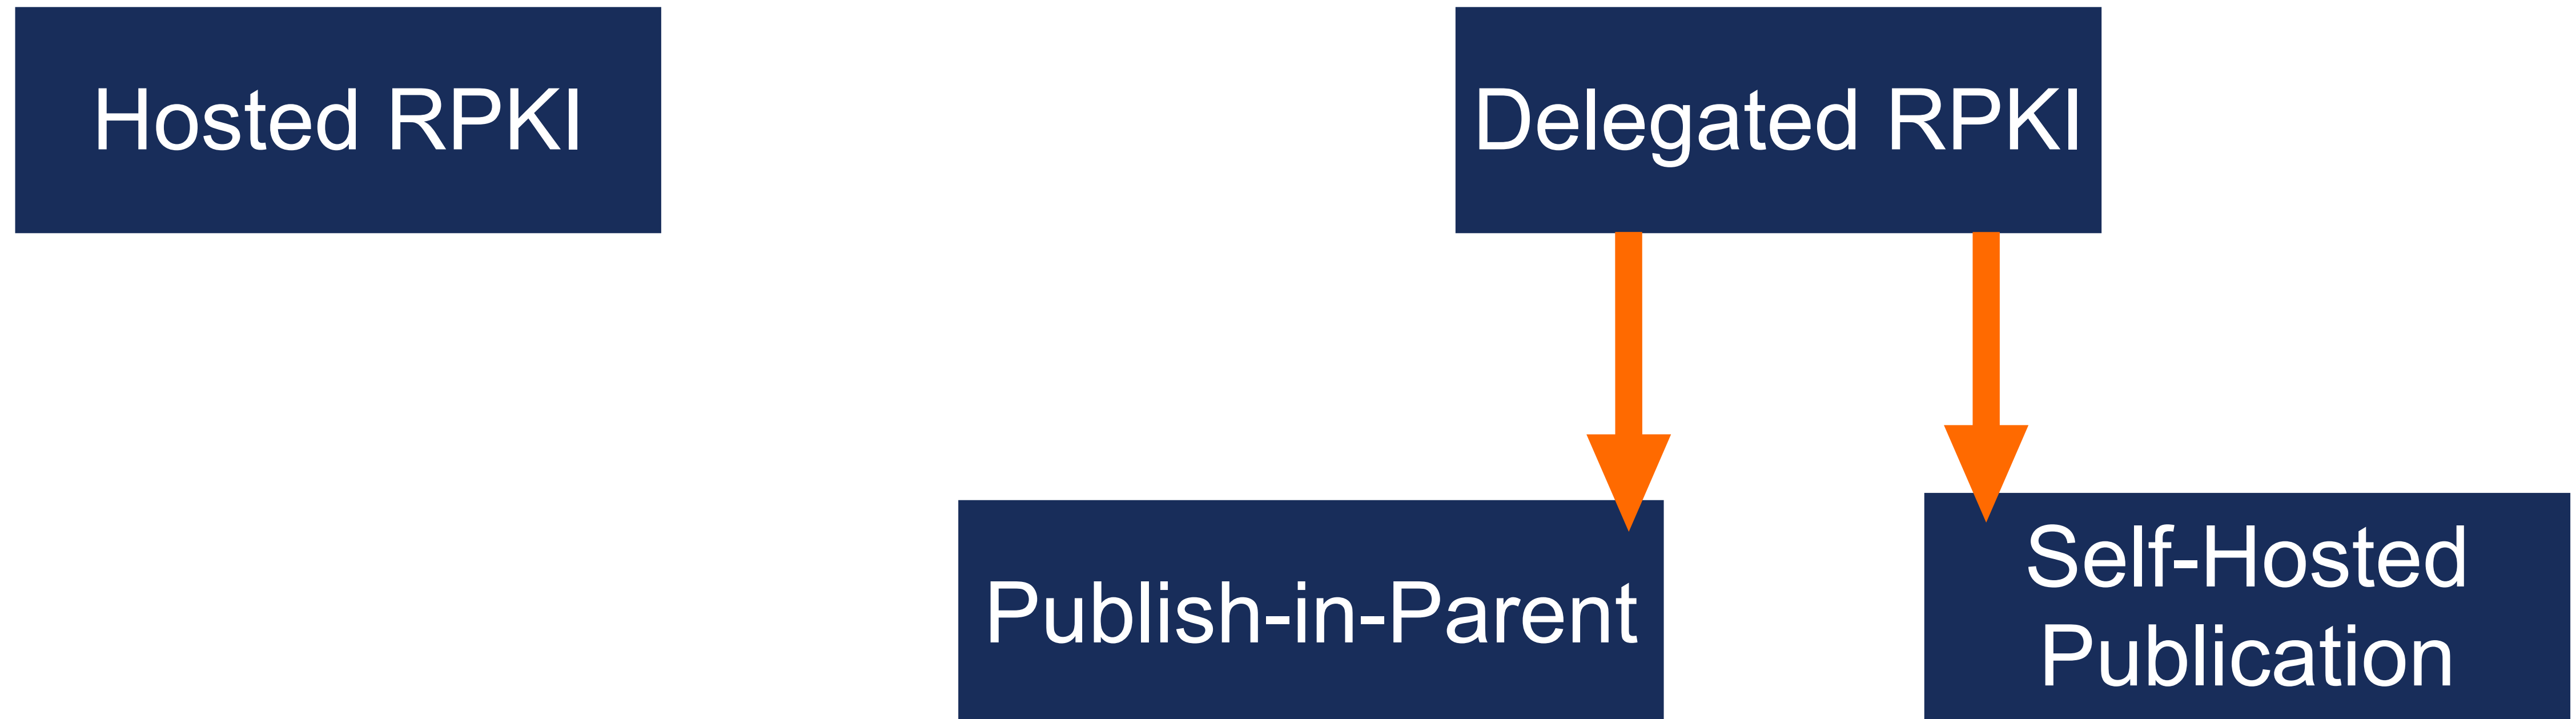 Hosted RPKI
Delegated RPKI
Publish-in-Parent
Self-Hosted
Publication